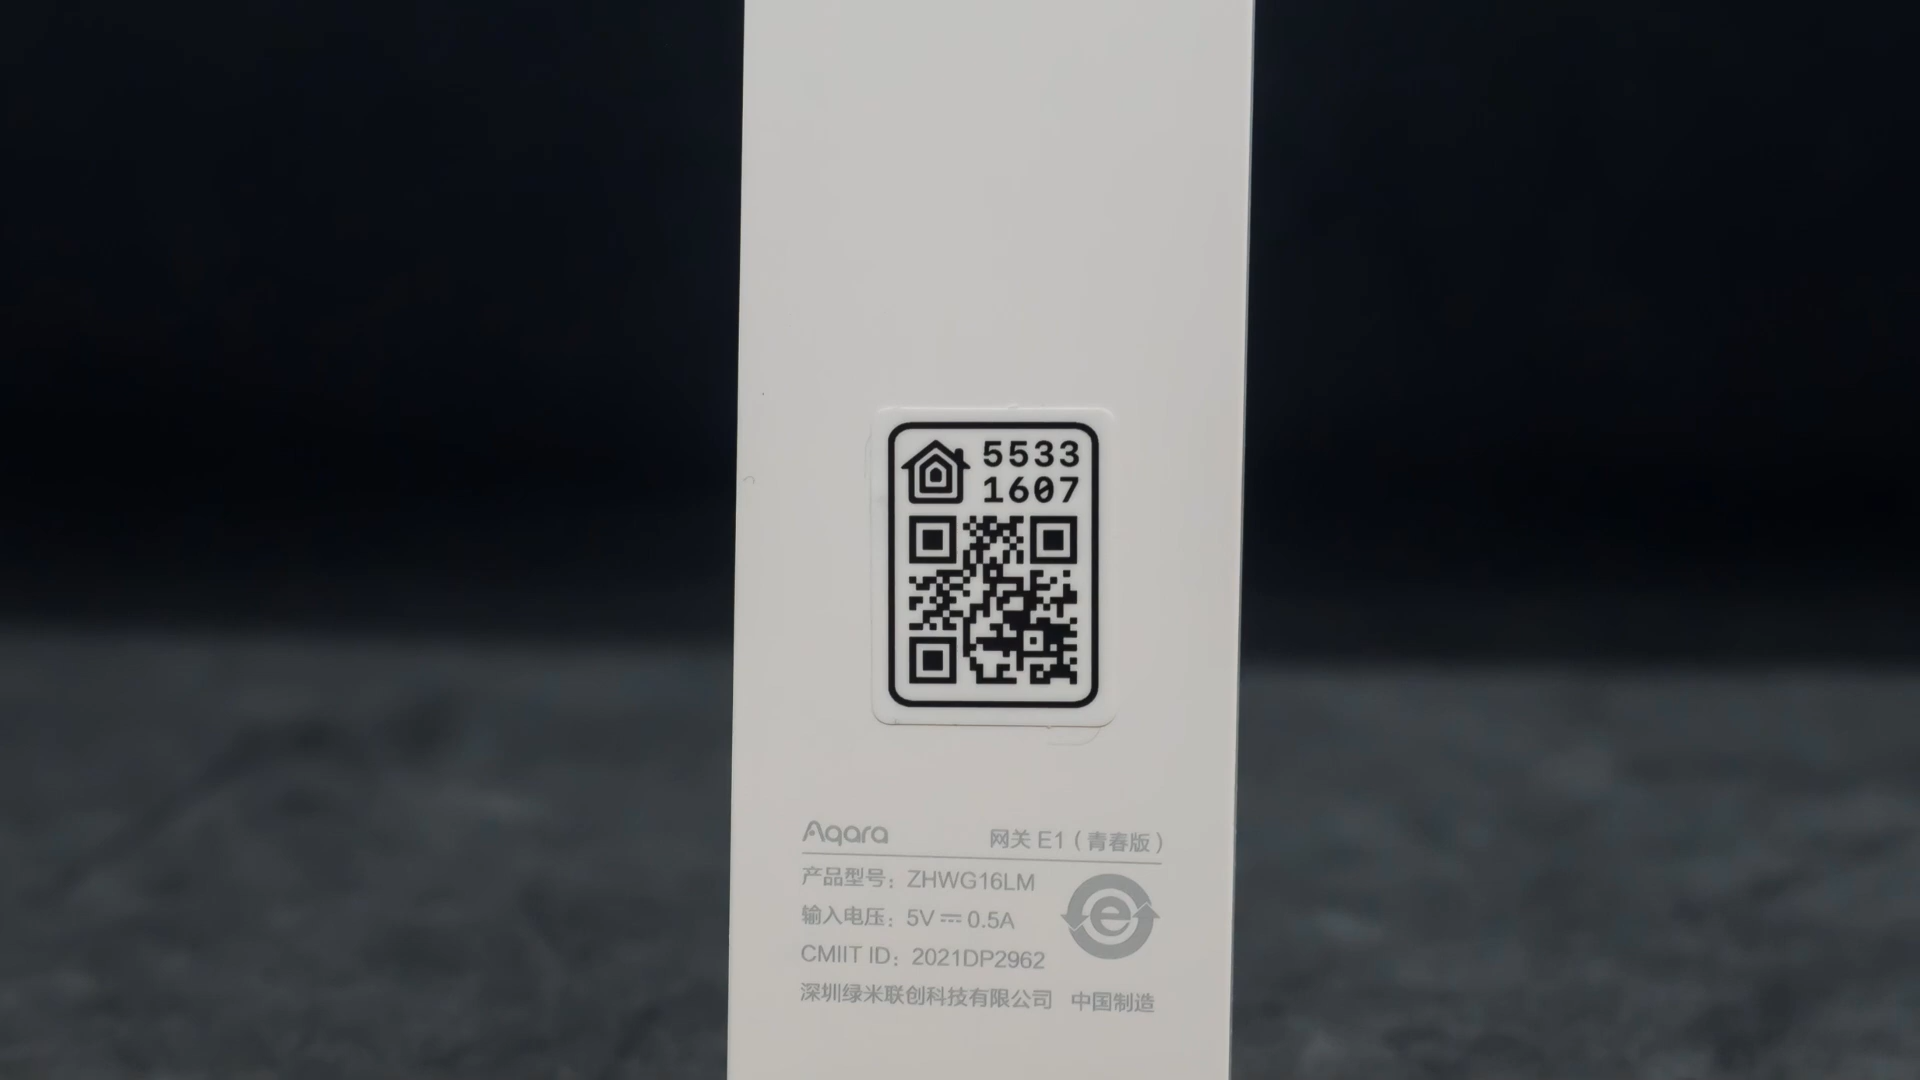 5533
1607
Aqara 网关 E1（青春版）
产品型号：ZHWG16LM
输入电压：5V⎓0.5A
CMIIT ID：2021DP2962
深圳绿米联创科技有限公司 中国制造